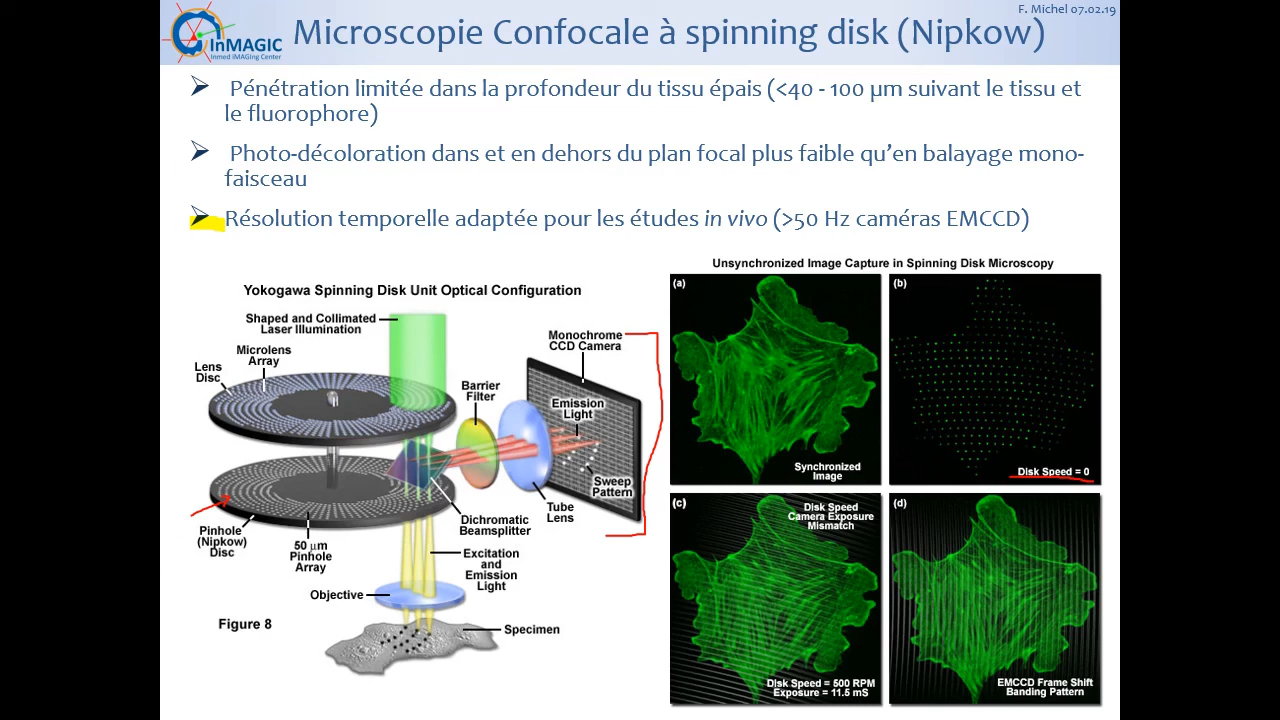 F. Michel 07.02.19
InMAGIC
Inmed iMAGIng Center
Microscopie Confocale à spinning disk (Nipkow)
Pénétration limitée dans la profondeur du tissu épais (<40 - 100 µm suivant le tissu et
le fluorophore)
Photo-décoloration dans et en dehors du plan focal plus faible qu’en balayage mono-
faisceau
Résolution temporelle adaptée pour les études in vivo (>50 Hz caméras EMCCD)
Yokogawa Spinning Disk Unit Optical Configuration
Shaped and Collimated
Laser Illumination
Microlens
Array
Lens
Disc
Barrier
Filter
Monochrome
CCD Camera
Emission
Light
Sweep
Pattern
Tube
Lens
Dichromatic
Beamsplitter
Pinhole
(Nipkow)
Disc
50 µm
Pinhole
Array
Excitation
and
Emission
Light
Objective
Specimen
Figure 8
Unsynchronized Image Capture in Spinning Disk Microscopy
(a)
Synchronized
Image
(b)
Disk Speed = 0
(c)
Disk Speed
Camera Exposure
Mismatch
Disk Speed = 500 RPM
Exposure = 11.5 mS
(d)
EMCCD Frame Shift
Banding Pattern